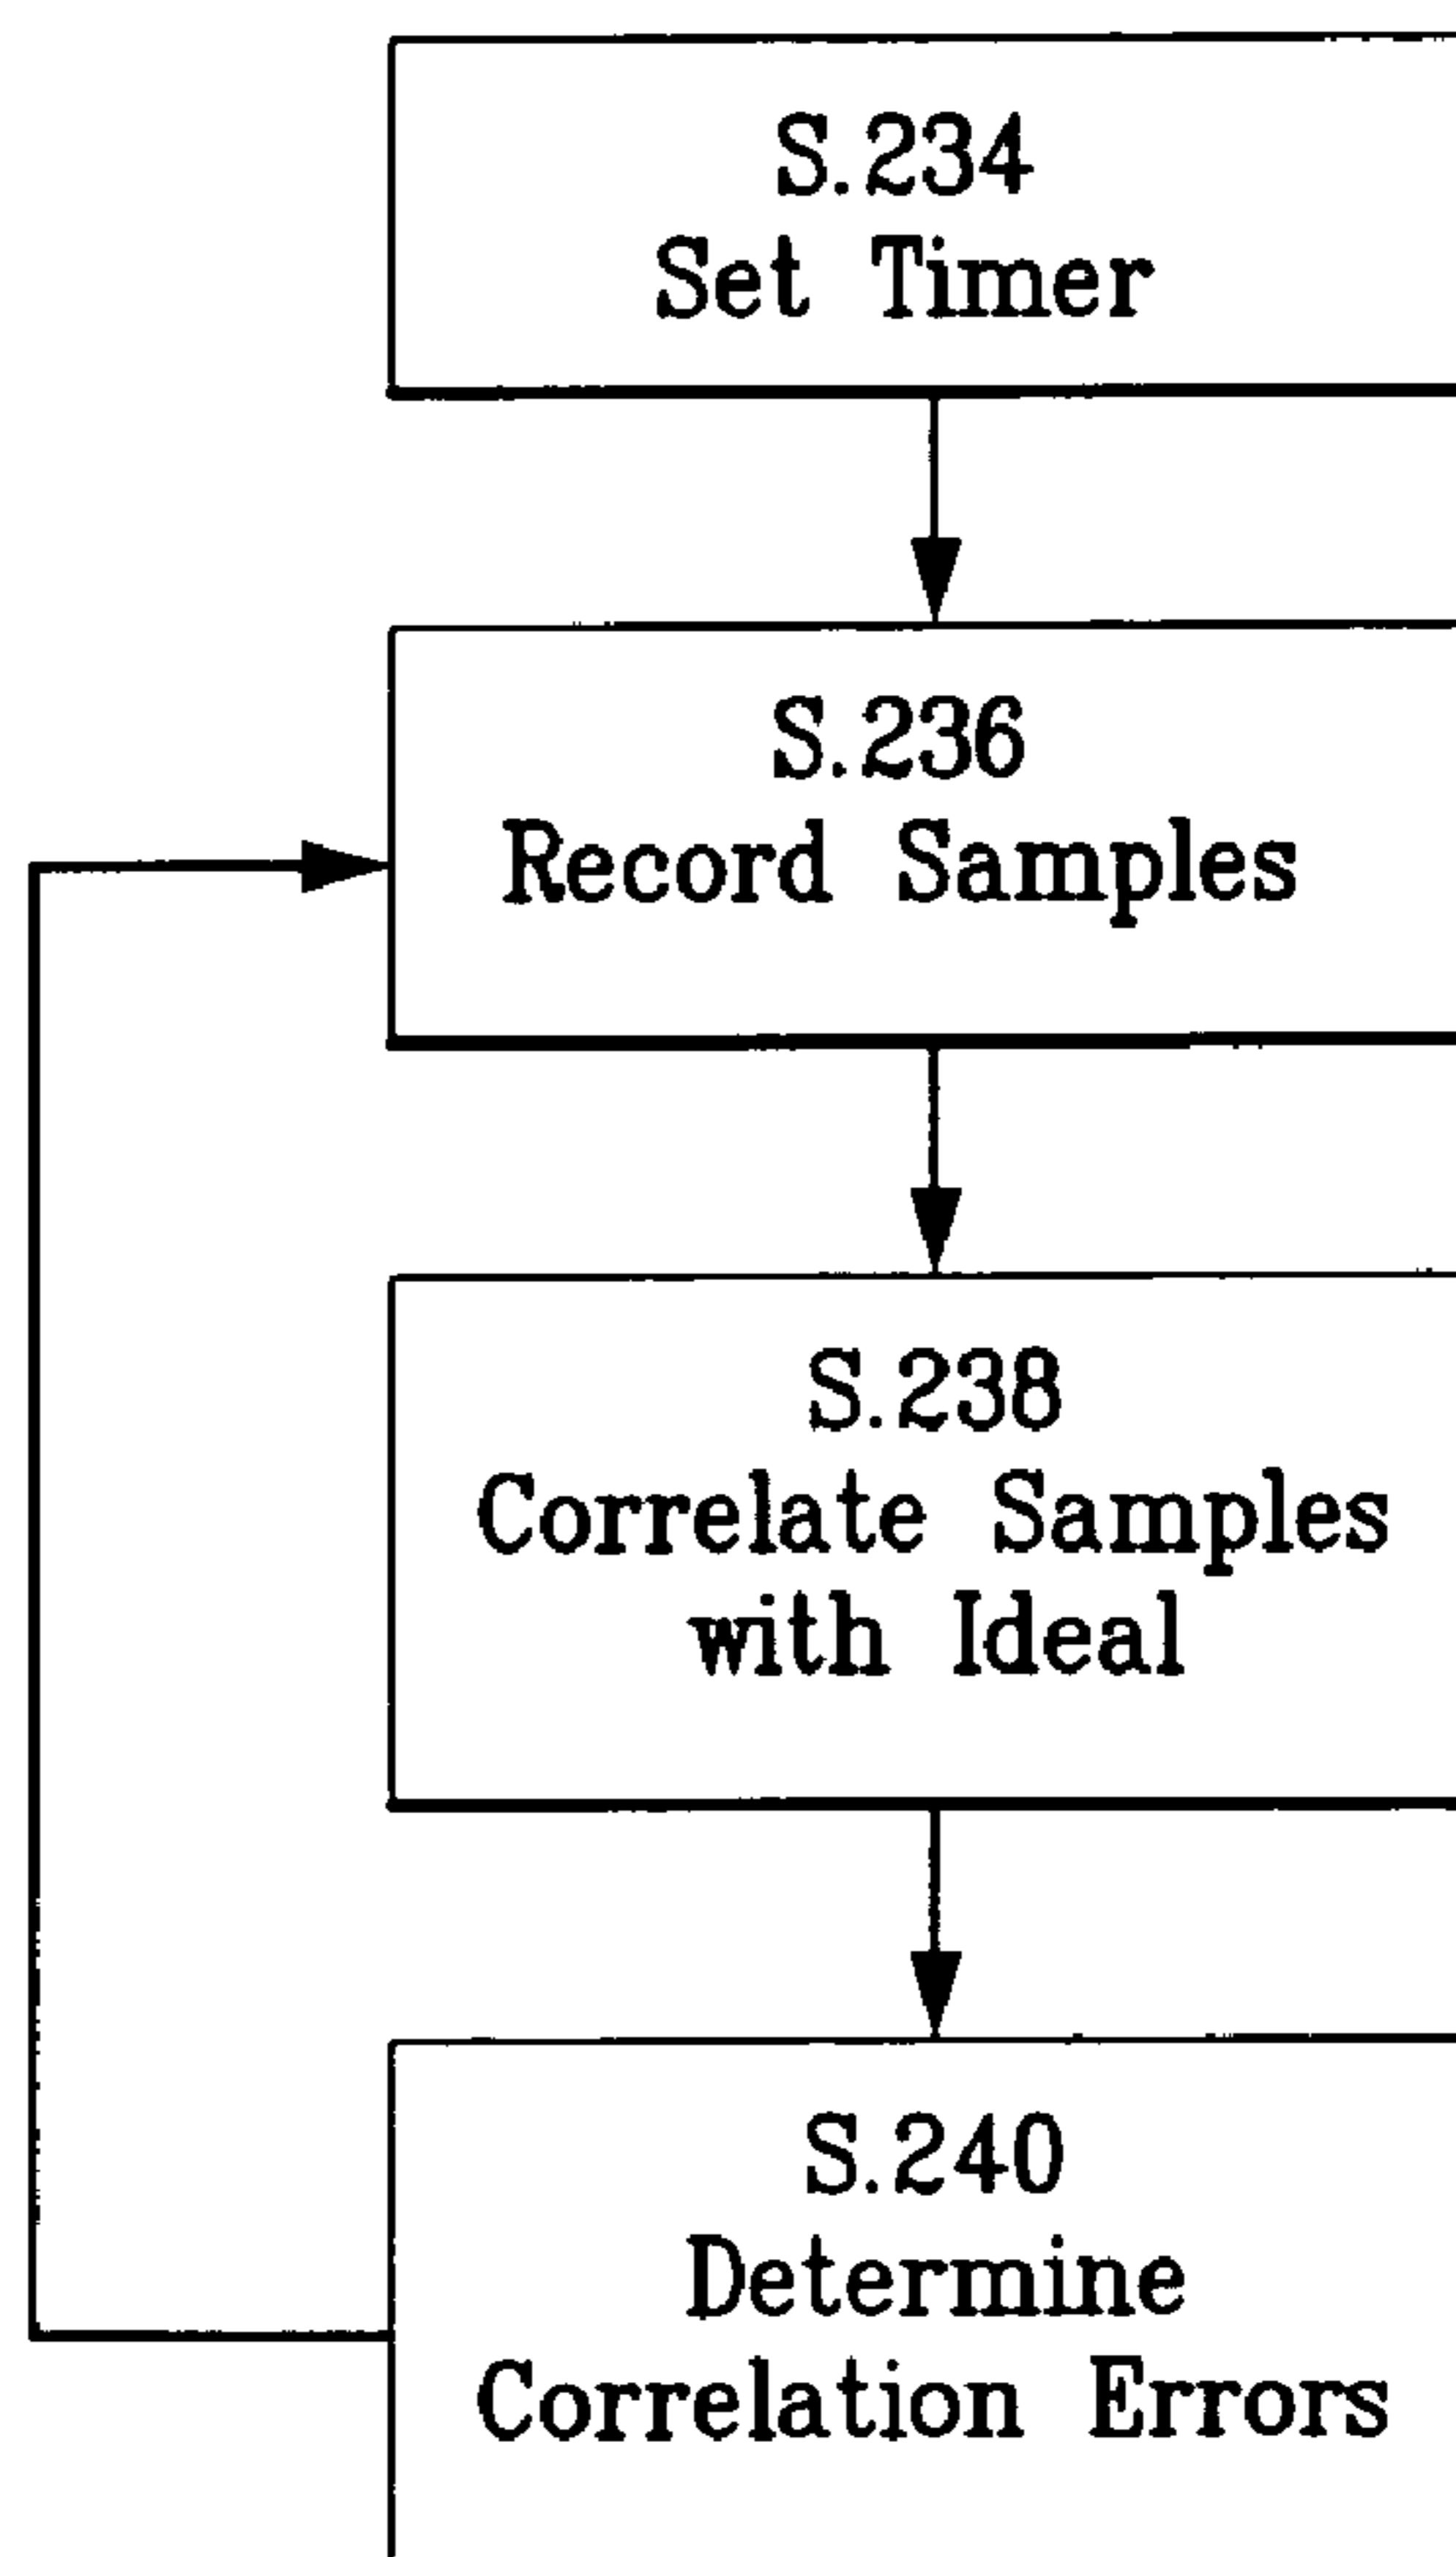 S.234
Set Timer
S.236
Record Samples
S.238
Correlate Samples
with Ideal
S.240
Determine
Correlation Errors